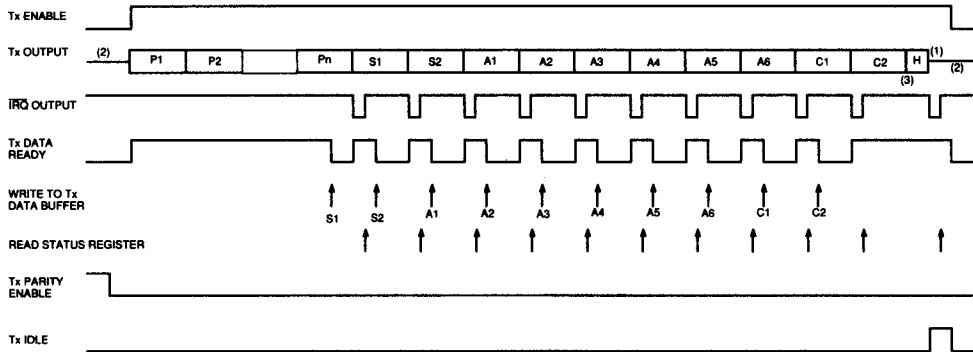 Tx ENABLE
Tx OUTPUT (2) P1 P2 Pn S1 S2 A1 A2 A3 A4 A5 A6 C1 C2 H (1) (2)
(3)
IRQ OUTPUT
Tx DATA
READY
WRITE TO Tx
DATA BUFFER
S1 S2 A1 A2 A3 A4 A5 A6 C1 C2
READ STATUS REGISTER
Tx PARITY
ENABLE
Tx IDLE